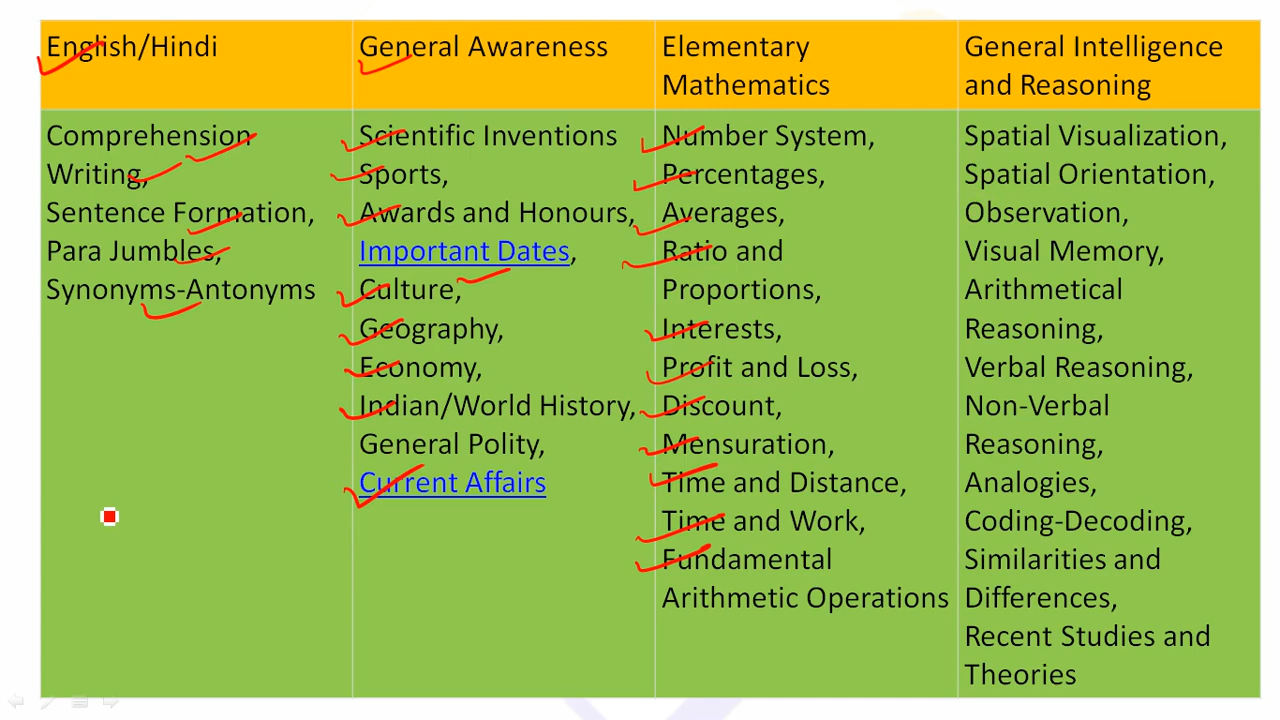 English/Hindi
General Awareness
Elementary
Mathematics
General Intelligence
and Reasoning
Comprehension
Writing,
Sentence Formation,
Para Jumbles,
Synonyms-Antonyms
Scientific Inventions
Sports,
Awards and Honours,
Important Dates,
Culture,
Geography,
Economy,
Indian/World History,
General Polity,
Current Affairs
Number System,
Percentages,
Averages,
Ratio and
Proportions,
Interests,
Profit and Loss,
Discount,
Mensuration,
Time and Distance,
Time and Work,
Fundamental
Arithmetic Operations
Spatial Visualization,
Spatial Orientation,
Observation,
Visual Memory,
Arithmetical
Reasoning,
Verbal Reasoning,
Non-Verbal
Reasoning,
Analogies,
Coding-Decoding,
Similarities and
Differences,
Recent Studies and
Theories